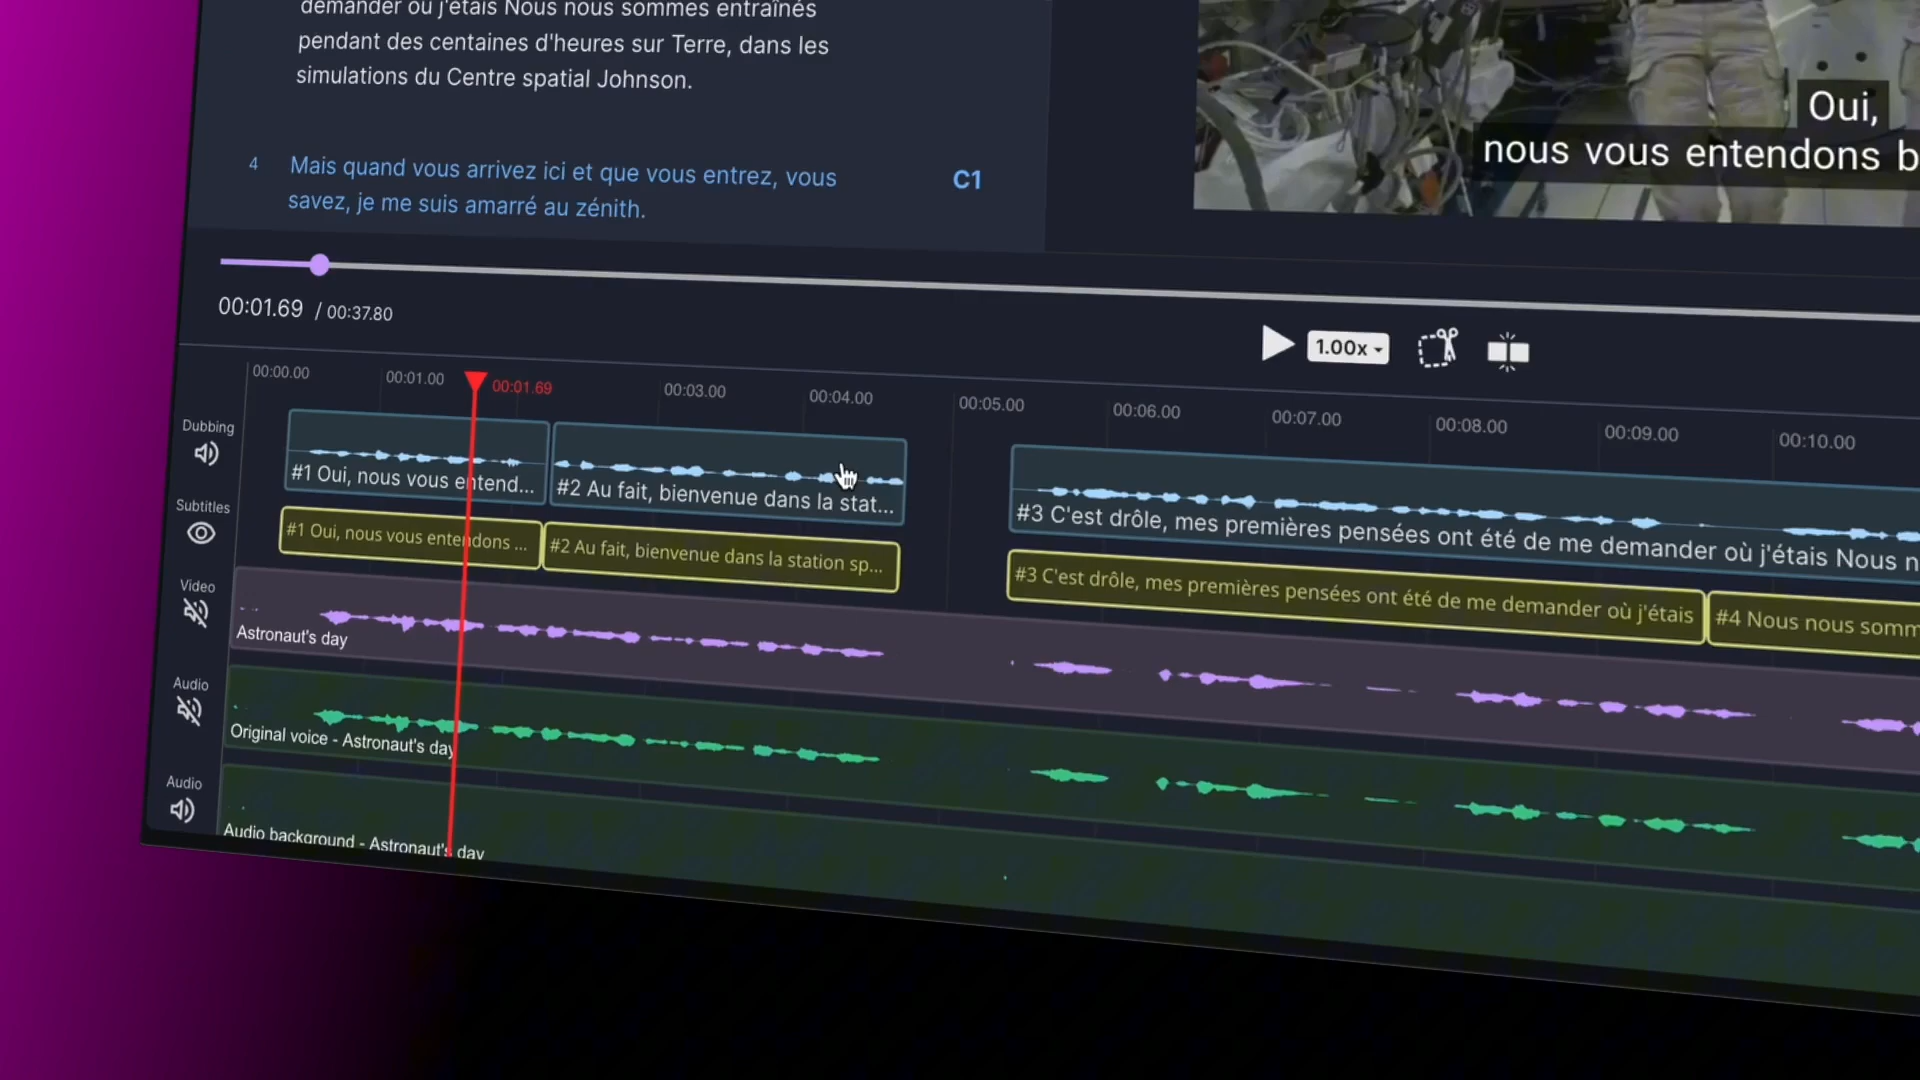 demander où j'étais Nous nous sommes entraînés
pendant des centaines d'heures sur Terre, dans les
simulations du Centre spatial Johnson.
4 Mais quand vous arrivez ici et que vous entrez, vous
savez, je me suis amarré au zénith.
C1
Oui,
nous vous entendons b
00:01.69 / 00:37.80
1.00x
00:00.00 00:01.00 00:01.69 00:03.00 00:04.00 00:05.00 00:06.00 00:07.00 00:08.00 00:09.00 00:10.00
Dubbing
#1 Oui, nous vous entend...
#2 Au fait, bienvenue dans la stat...
#3 C'est drôle, mes premières pensées ont été de me demander où j'étais Nous n
Subtitles
#1 Oui, nous vous entendons ...
#2 Au fait, bienvenue dans la station sp...
#3 C'est drôle, mes premières pensées ont été de me demander où j'étais
#4 Nous nous somm
Video
Astronaut's day
Audio
Original voice - Astronaut's day
Audio
Audio background - Astronaut's day